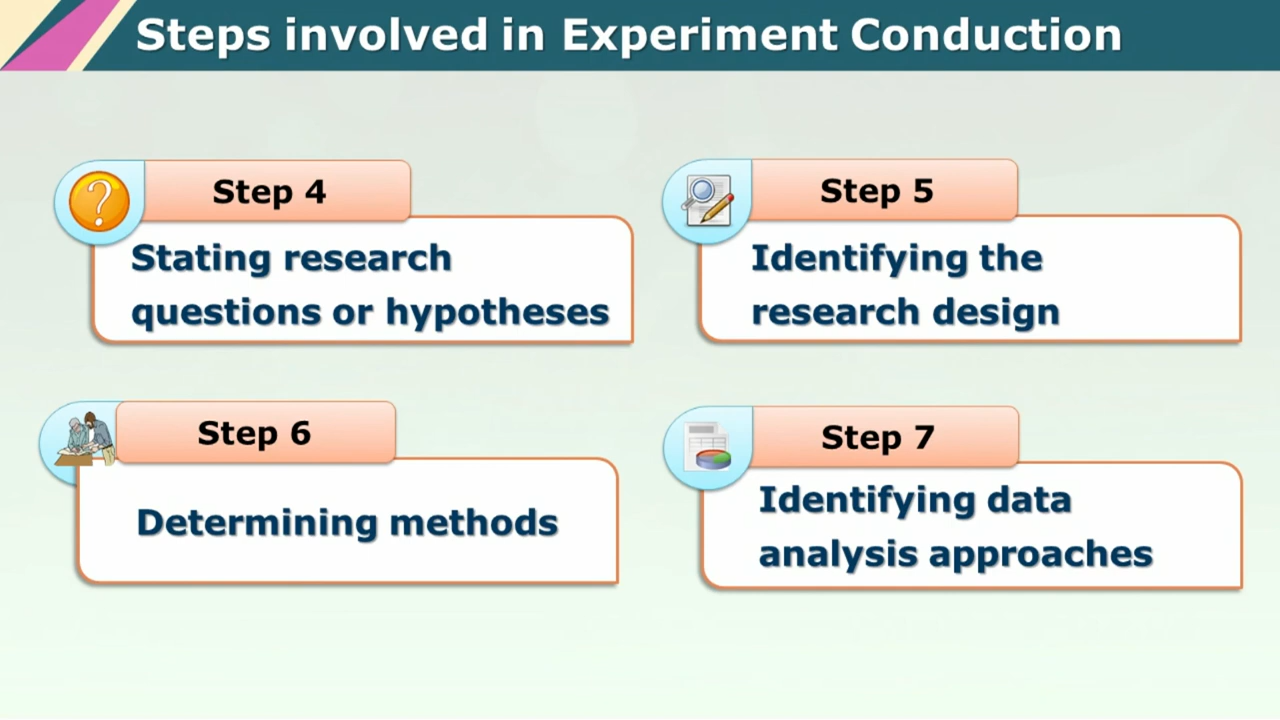 Steps involved in Experiment Conduction
Step 4
Stating research
questions or hypotheses
Step 5
Identifying the
research design
Step 6
Determining methods
Step 7
Identifying data
analysis approaches